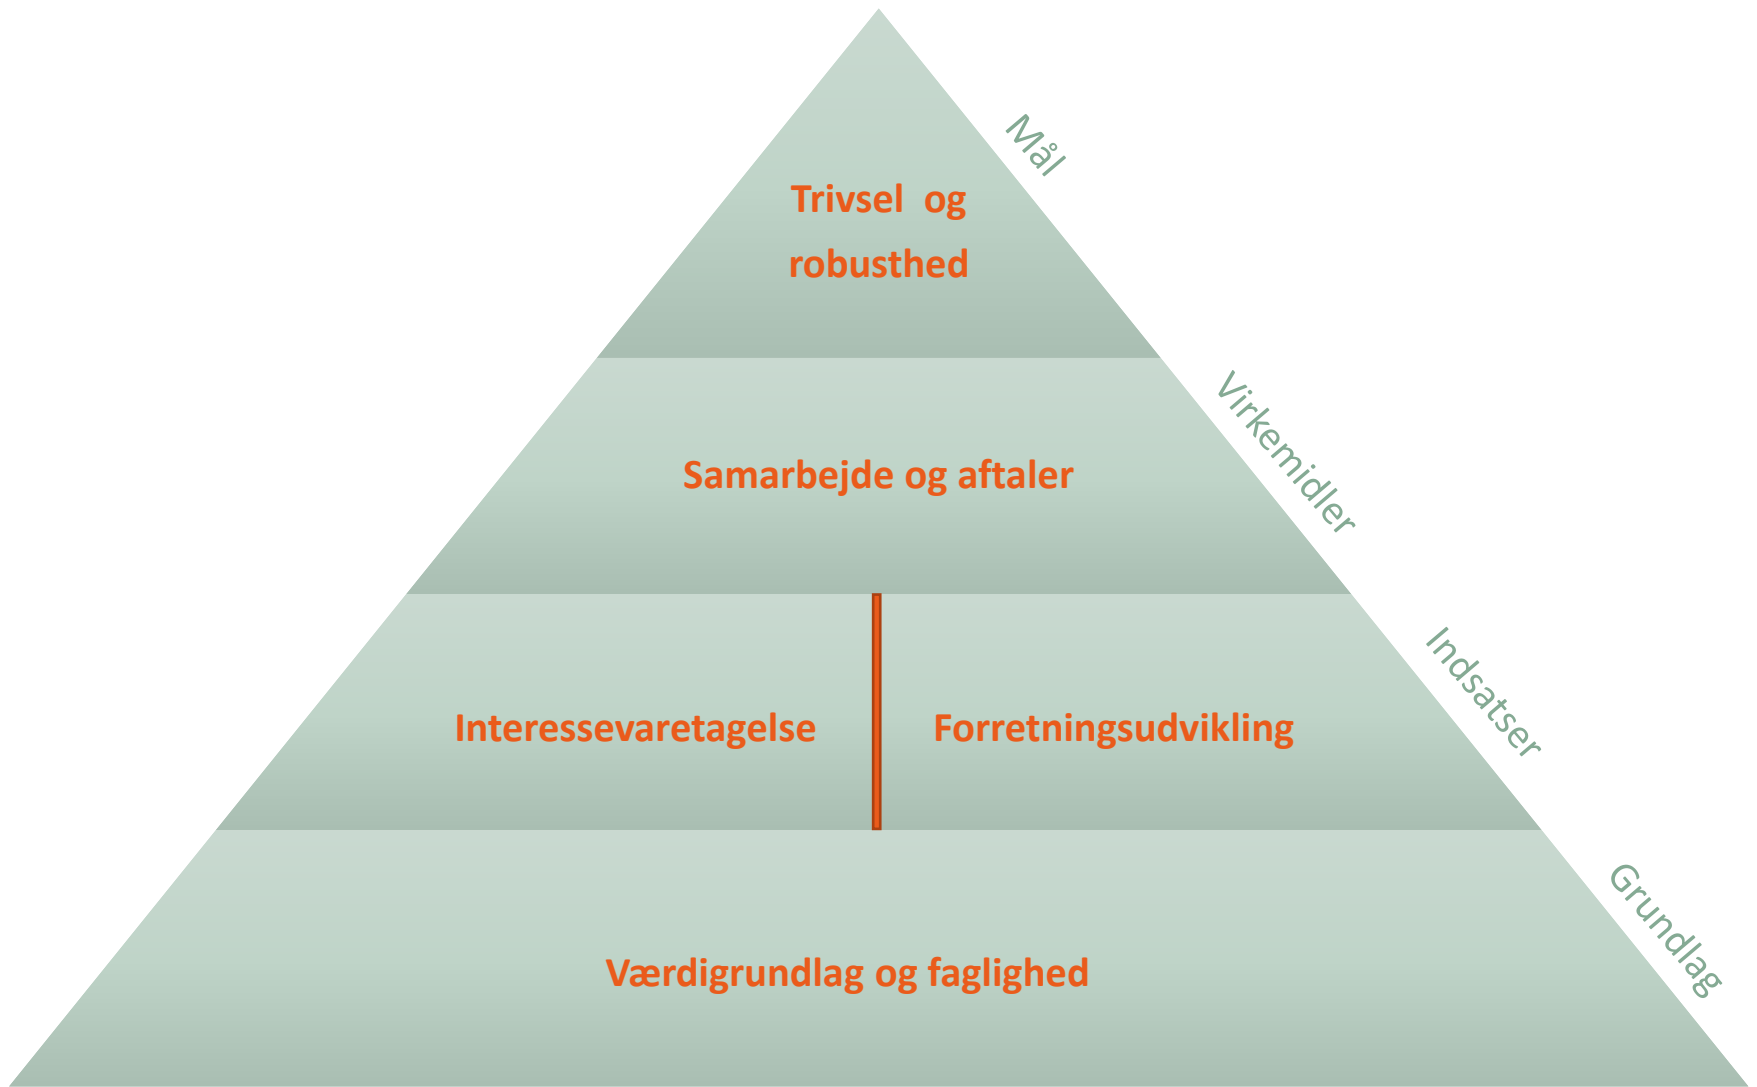 Mål
Trivsel og
robusthed
Virkemidler
Samarbejde og aftaler
Indsatser
Interessevaretagelse
Forretningsudvikling
Grundlag
Værdigrundlag og faglighed